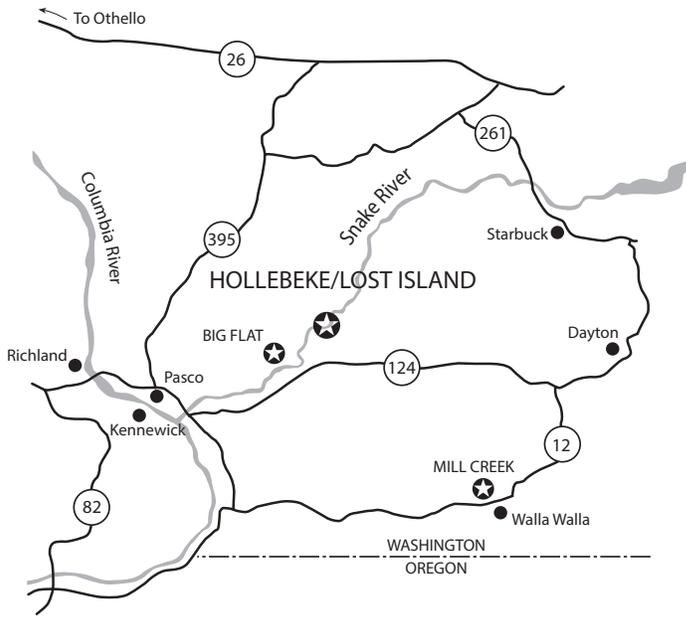 To Othello
26
261
Columbia River
Snake River
395
Starbuck
HOLLEBEKE/LOST ISLAND
BIG FLAT
Dayton
Richland
124
Pasco
Kennewick
12
MILL CREEK
82
Walla Walla
WASHINGTON
OREGON